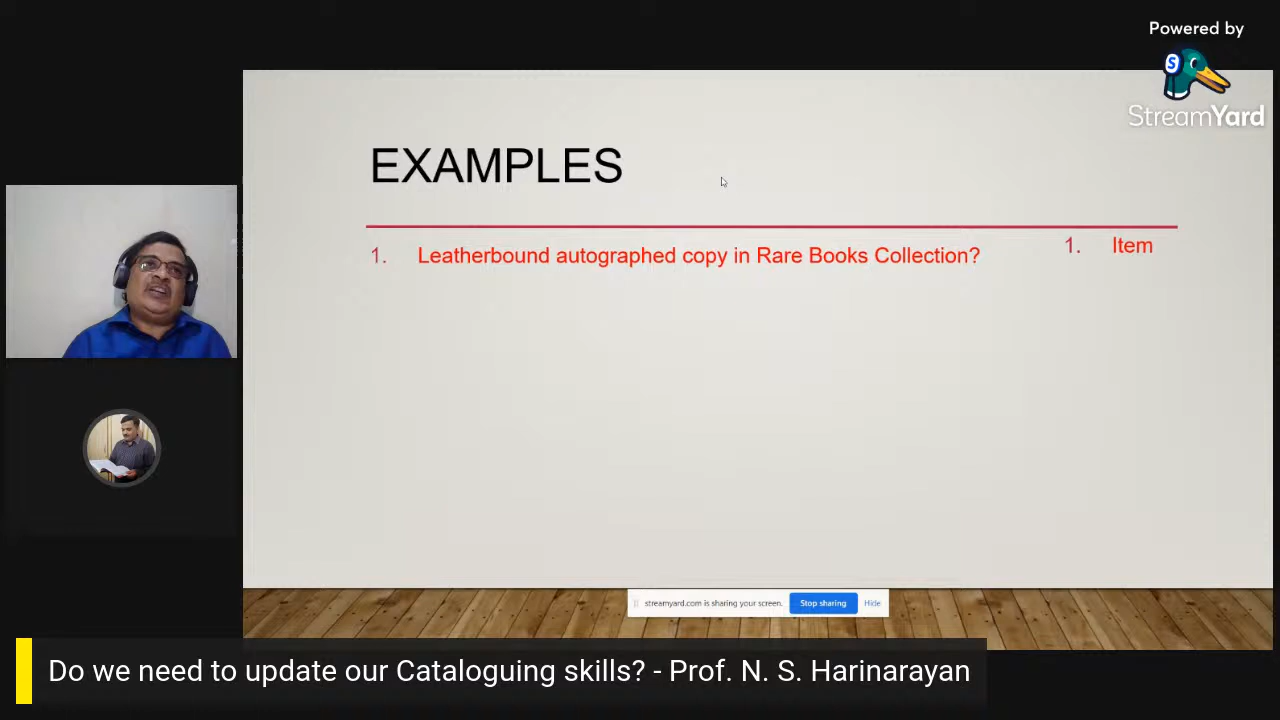 Powered by
StreamYard
EXAMPLES
1. Leatherbound autographed copy in Rare Books Collection?
1. Item
streamyard.com is sharing your screen.
Stop sharing
Hide
Do we need to update our Cataloguing skills? - Prof. N. S. Harinarayan